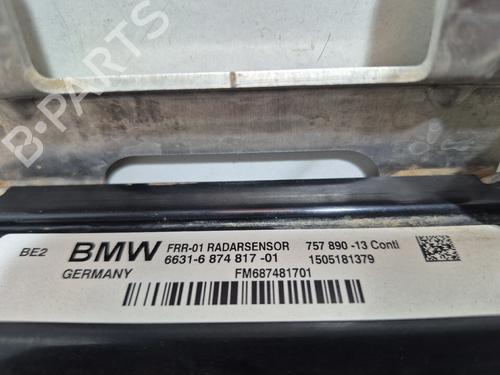 B-PARTS
BE2 BMW FRR-01 RADARSENSOR 757 890 -13 Conti
GERMANY 6631-6 874 817 -01 1505181379
FM687481701